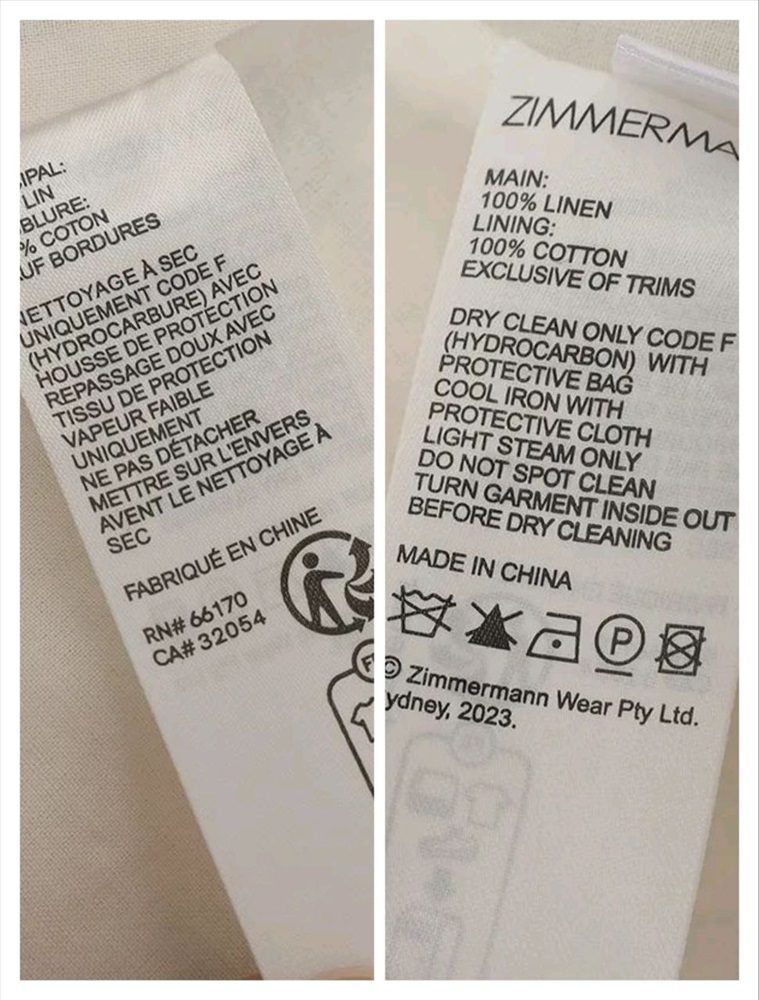 IPAL:
LIN
BLURE:
% COTON
UF BORDURES
NETTOYAGE À SEC
UNIQUEMENT CODE F
(HYDROCARBURE) AVEC
HOUSSE DE PROTECTION
REPASSAGE DOUX AVEC
TISSU DE PROTECTION
VAPEUR FAIBLE
UNIQUEMENT
NE PAS DÉTACHER
METTRE SUR L'ENVERS
AVENT LE NETTOYAGE À
SEC
FABRIQUÉ EN CHINE
RN# 66170
CA# 32054
ZIMMERMA
MAIN:
100% LINEN
LINING:
100% COTTON
EXCLUSIVE OF TRIMS
DRY CLEAN ONLY CODE F
(HYDROCARBON) WITH
PROTECTIVE BAG
COOL IRON WITH
PROTECTIVE CLOTH
LIGHT STEAM ONLY
DO NOT SPOT CLEAN
TURN GARMENT INSIDE OUT
BEFORE DRY CLEANING
MADE IN CHINA
P
© Zimmermann Wear Pty Ltd.
ydney, 2023.